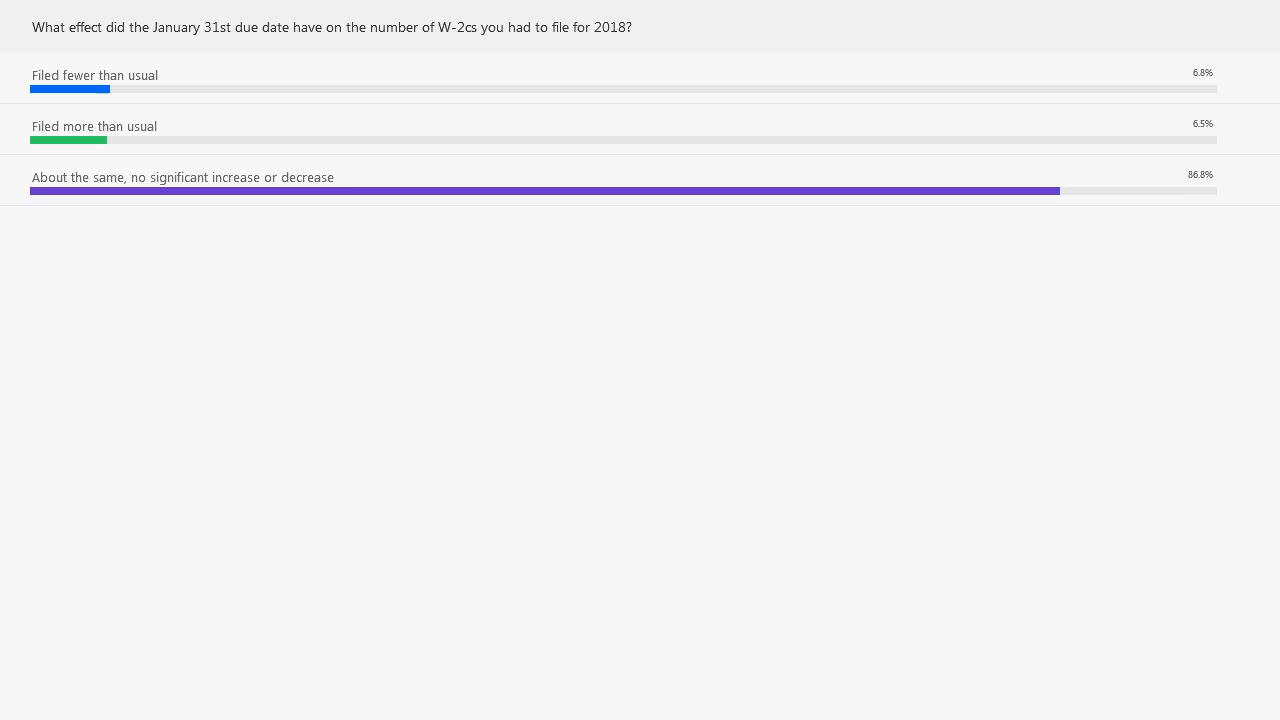 What effect did the January 31st due date have on the number of W-2cs you had to file for 2018?
Filed fewer than usual
6.8%
Filed more than usual
6.5%
About the same, no significant increase or decrease
86.8%